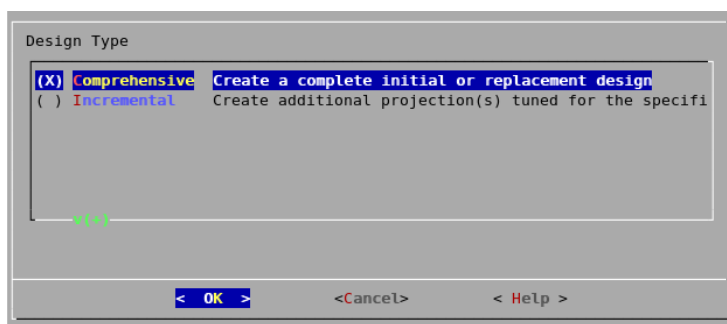 Design Type
(X) Comprehensive Create a complete initial or replacement design
( ) Incremental Create additional projection(s) tuned for the specifi
v(+)
< OK > <Cancel> < Help >